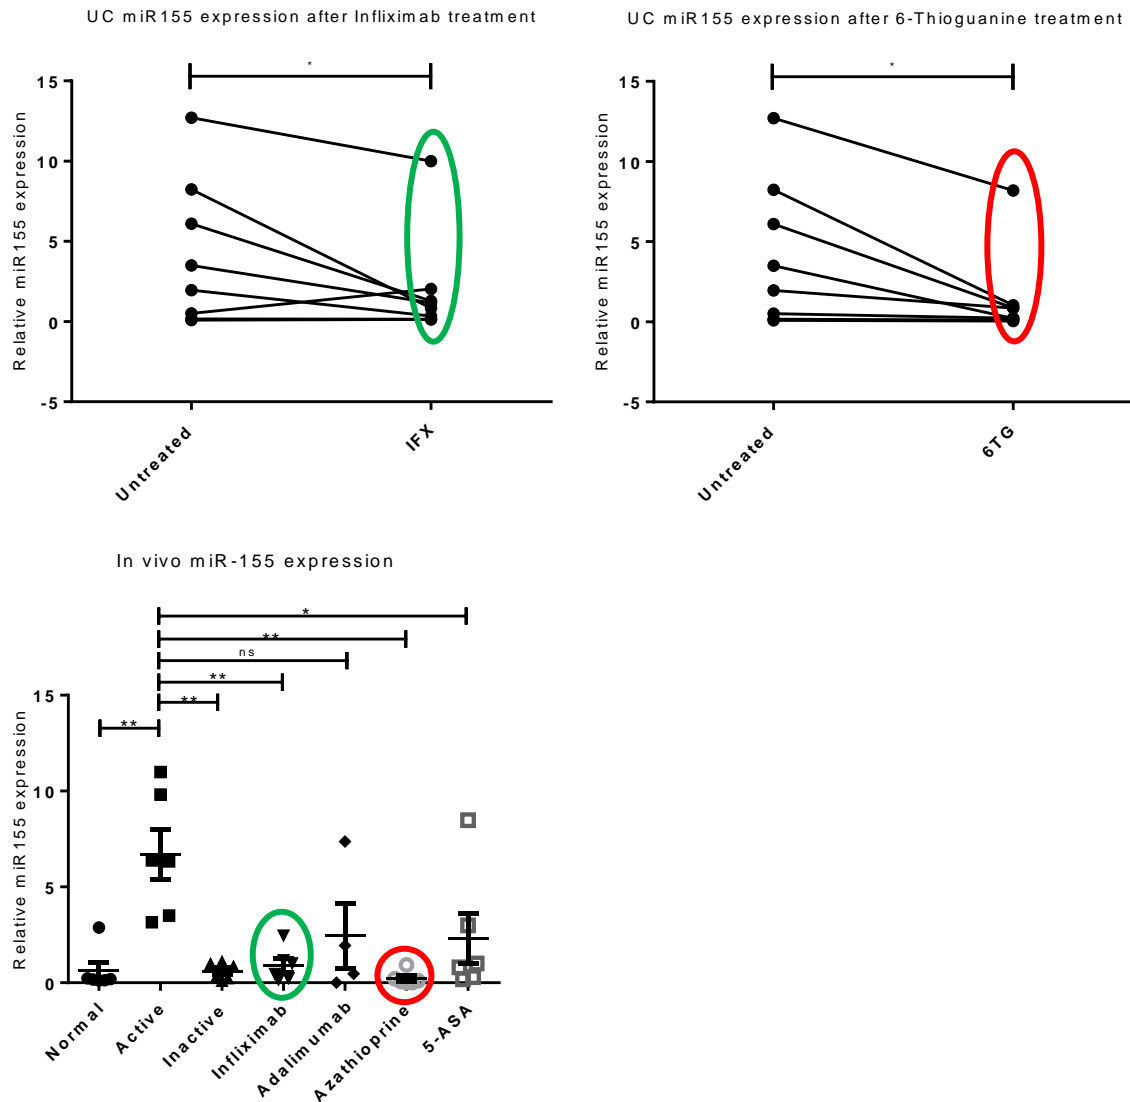 UC miR155 expression after Infliximab treatment
*
15
10
5
0
-5
Relative miR155 expression
Untreated
IFX
UC miR155 expression after 6-Thioguanine treatment
*
15
10
5
0
-5
Relative miR155 expression
Untreated
6TG
In vivo miR-155 expression
*
**
ns
**
**
**
15
10
5
0
Relative miR155 expression
Normal
Active
Inactive
Infliximab
Adalimumab
Azathioprine
5-ASA